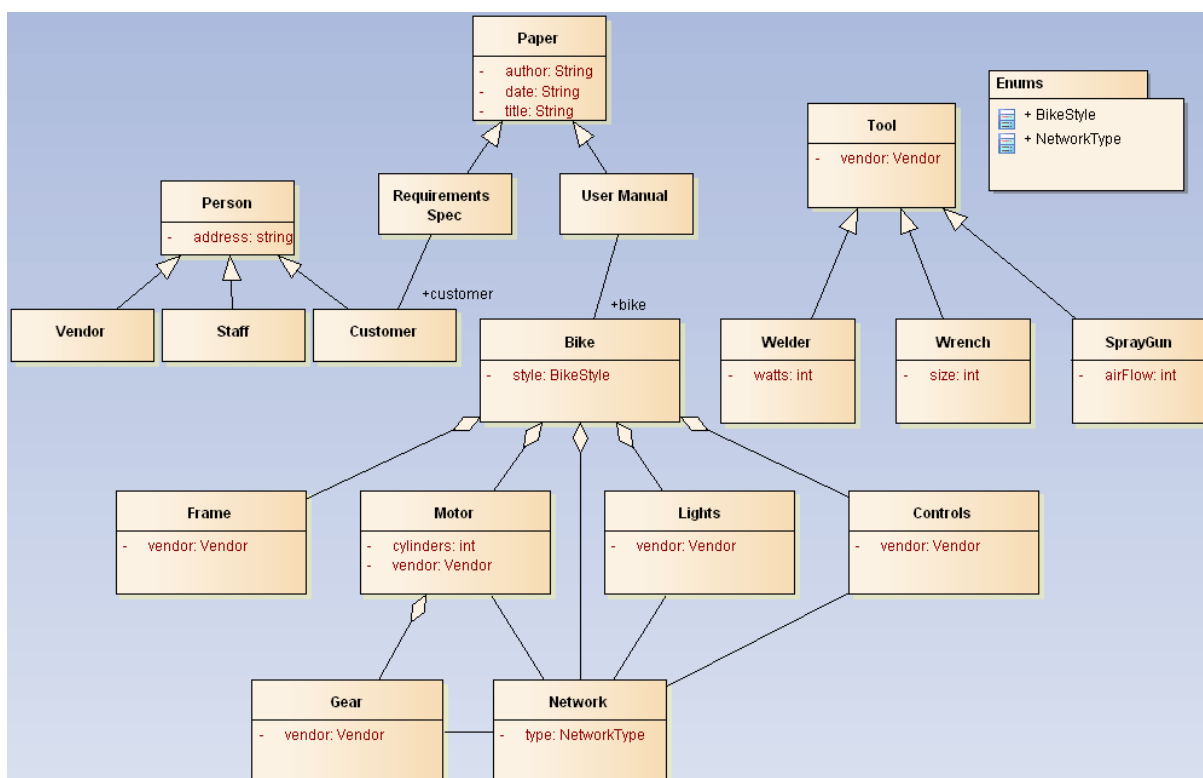 Paper
- author: String
- date: String
- title: String
Enums
+ BikeStyle
+ NetworkType
Tool
- vendor: Vendor
Person
- address: string
Requirements
Spec
User Manual
+customer
+bike
Vendor
Staff
Customer
Bike
- style: BikeStyle
Welder
- watts: int
Wrench
- size: int
SprayGun
- airFlow: int
Frame
- vendor: Vendor
Motor
- cylinders: int
- vendor: Vendor
Lights
- vendor: Vendor
Controls
- vendor: Vendor
Gear
- vendor: Vendor
Network
- type: NetworkType